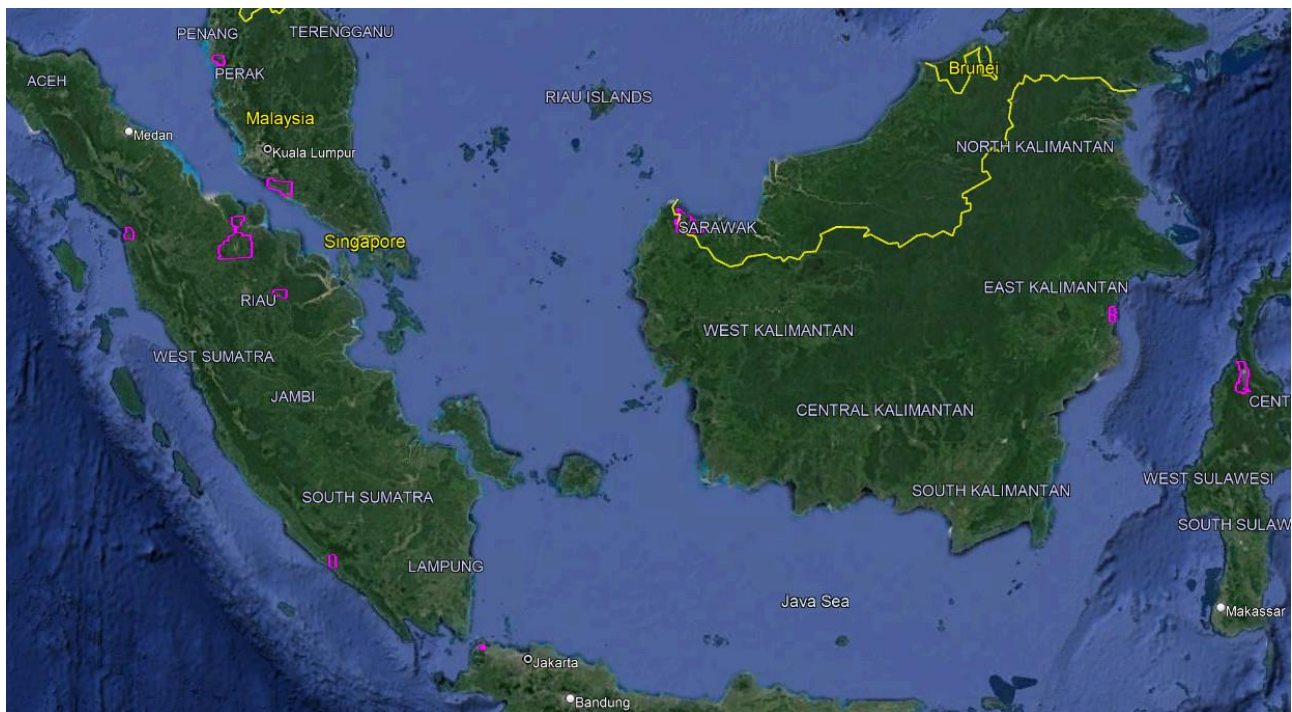 PENANG
TERENGGANU
ACEH
PERAK
Brunei
RIAU ISLANDS
Malaysia
Medan
Kuala Lumpur
NORTH KALIMANTAN
SARAWAK
Singapore
EAST KALIMANTAN
RIAU
WEST KALIMANTAN
WEST SUMATRA
JAMBI
CENT
CENTRAL KALIMANTAN
WEST SULAWESI
SOUTH KALIMANTAN
SOUTH SUMATRA
SOUTH SULAW
LAMPUNG
Java Sea
Makassar
Jakarta
Bandung